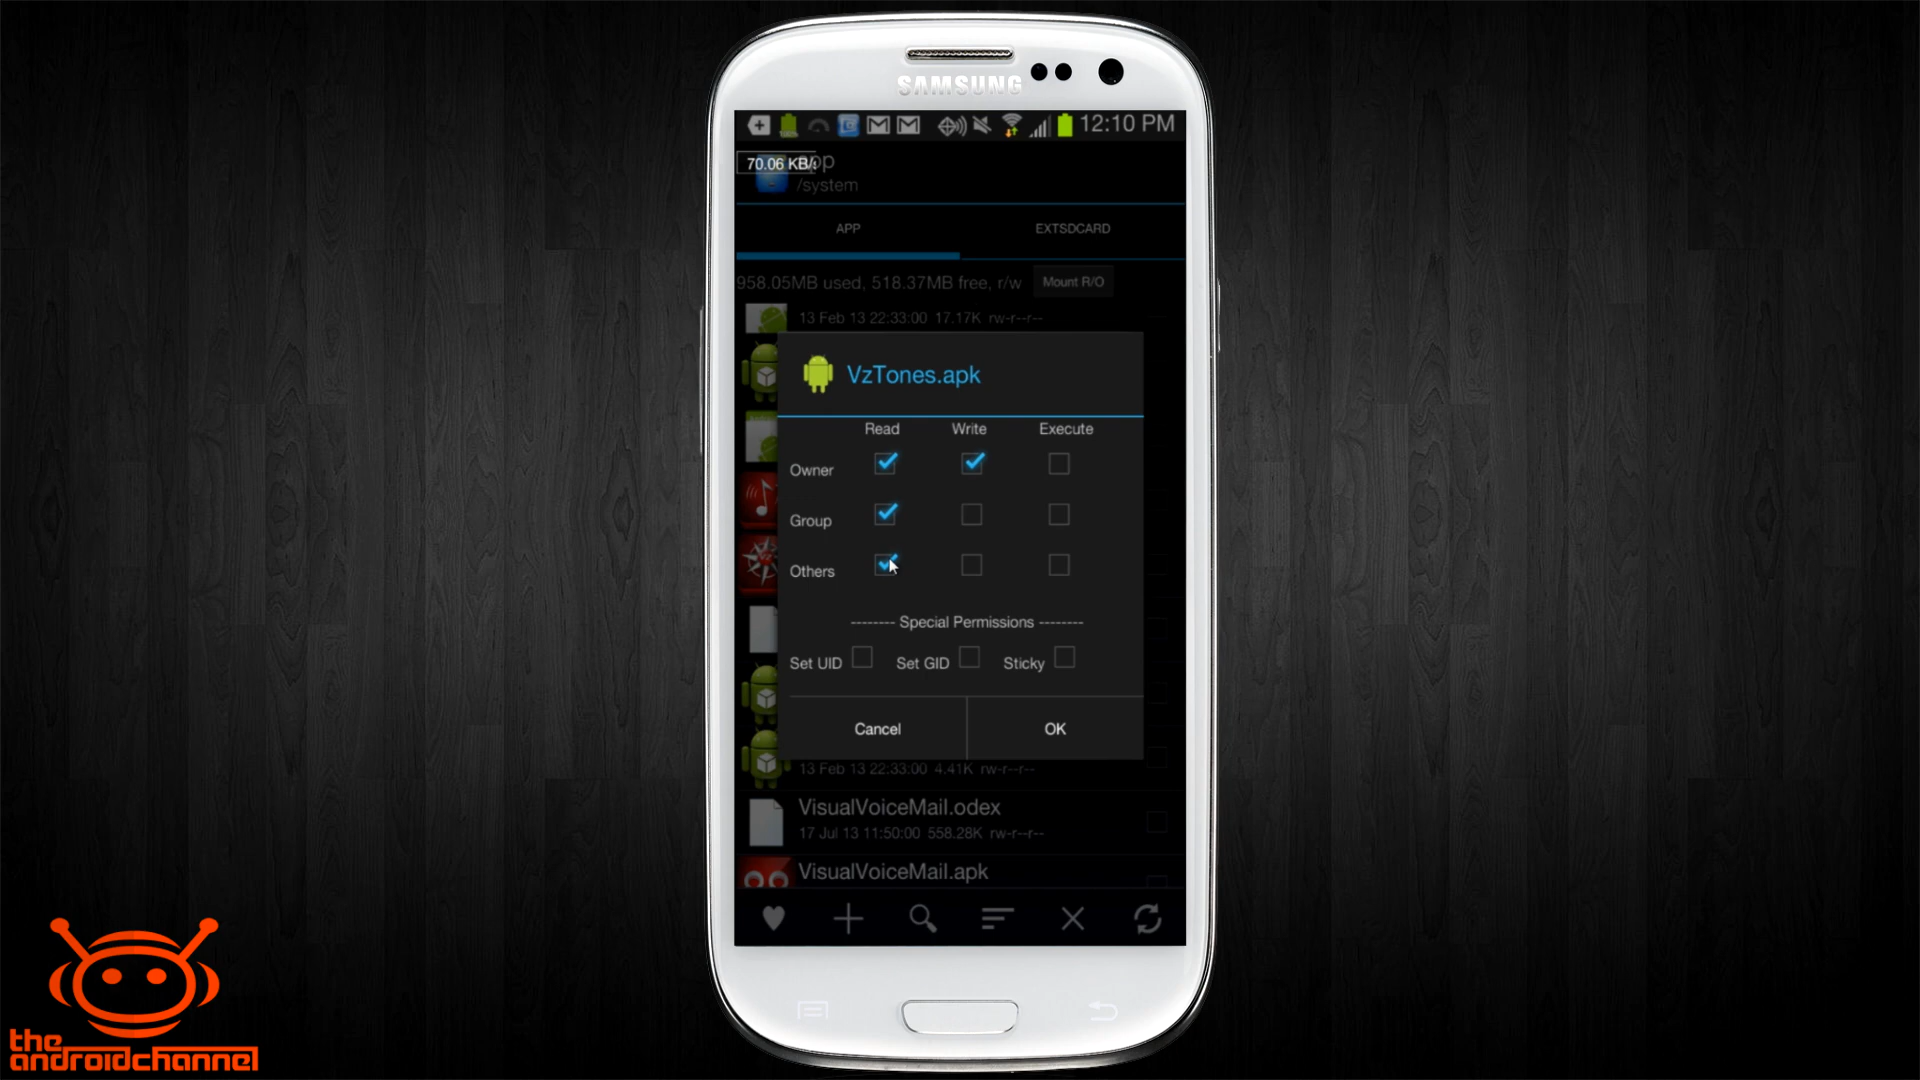 SAMSUNG
12:10 PM
70.06 KB/s
app
/system
APP EXTSDCARD
958.05MB used, 518.37MB free, r/w Mount R/O
13 Feb 13 22:33:00 17.17K rw-r--r--
VzTones.apk
Read Write Execute
Owner
Group
Others
-------- Special Permissions --------
Set UID Set GID Sticky
Cancel OK
13 Feb 13 22:33:00 4.41K rw-r--r--
VisualVoiceMail.odex
17 Jul 13 11:50:00 558.28K rw-r--r--
VisualVoiceMail.apk
the
androidchannel